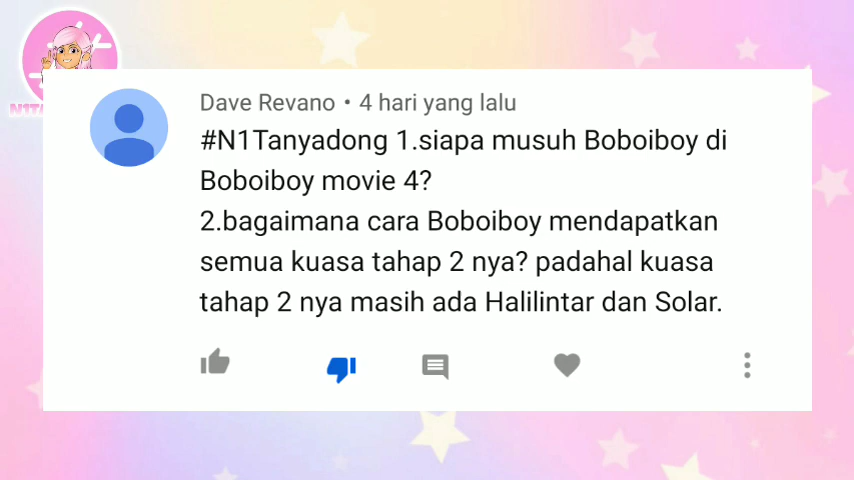 Dave Revano • 4 hari yang lalu
#N1Tanyadong 1.siapa musuh Boboiboy di
Boboiboy movie 4?
2.bagaimana cara Boboiboy mendapatkan
semua kuasa tahap 2 nya? padahal kuasa
tahap 2 nya masih ada Halilintar dan Solar.